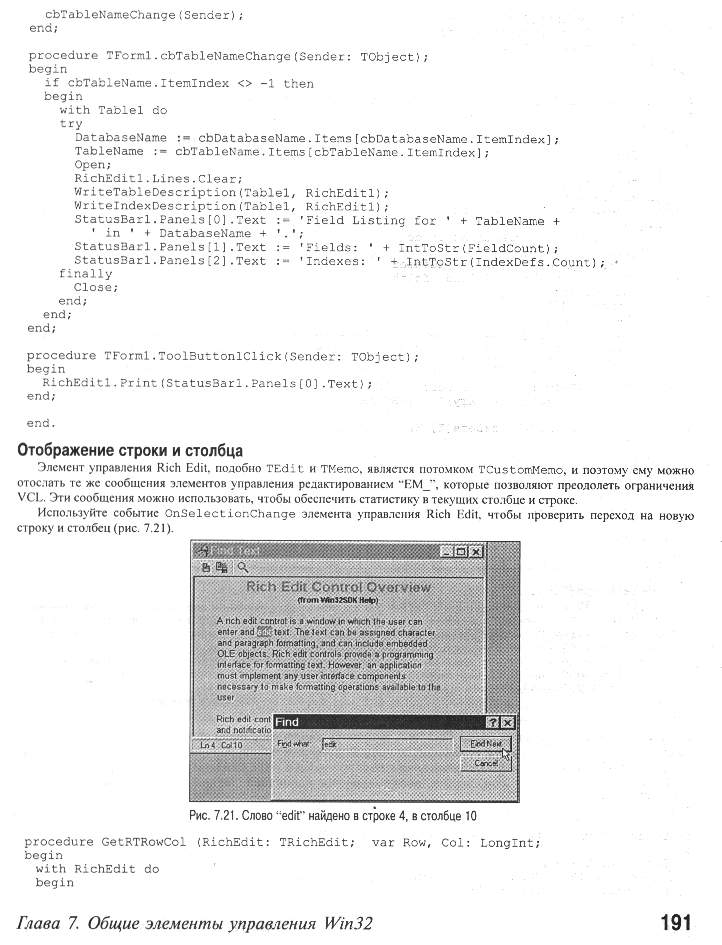 cbTableNameChange(Sender);
end;
procedure TForm1.cbTableNameChange(Sender: TObject);
begin
if cbTableName.ItemIndex <> -1 then
begin
with Table1 do
try
DatabaseName := cbDatabaseName.Items[cbDatabaseName.ItemIndex];
TableName := cbTableName.Items[cbTableName.ItemIndex];
Open;
RichEdit1.Lines.Clear;
WriteTableDescription(Table1, RichEdit1);
WriteIndexDescription(Table1, RichEdit1);
StatusBar1.Panels[0].Text := 'Field Listing for ' + TableName +
' in ' + DatabaseName + '.';
StatusBar1.Panels[1].Text := 'Fields: ' + IntToStr(FieldCount);
StatusBar1.Panels[2].Text := 'Indexes: ' + IntToStr(IndexDefs.Count);
finally
Close;
end;
end;
end;
procedure TForm1.ToolButton1Click(Sender: TObject);
begin
RichEdit1.Print(StatusBar1.Panels[0].Text);
end;
end.
Отображение строки и столбца
Элемент управления Rich Edit, подобно TEdit и TMemo, является потомком TCustomMemo, и поэтому ему можно
отослать те же сообщения элементов управления редактированием “EM_”, которые позволяют преодолеть ограничения
VCL. Эти сообщения можно использовать, чтобы обеспечить статистику в текущих столбце и строке.
Используйте событие OnSelectionChange элемента управления Rich Edit, чтобы проверить переход на новую
строку и столбец (рис. 7.21).
Find Text
Rich Edit Control Overview
(from Win32SDK Help)
A rich edit control is a window in which the user can
enter and edit text. The text can be assigned character
and paragraph formatting, and can include embedded
OLE objects. Rich edit controls provide a programming
interface for formatting text. However, an application
must implement any user interface components
necessary to make formatting operations available to the
user.
Rich edit cont
and notificatio
Ln 4 Col 10
Find
Find what: edit
Find Next
Cancel
Рис. 7.21. Слово “edit” найдено в строке 4, в столбце 10
procedure GetRTRowCol (RichEdit: TRichEdit; var Row, Col: LongInt;
begin
with RichEdit do
begin
Глава 7. Общие элементы управления Win32
191